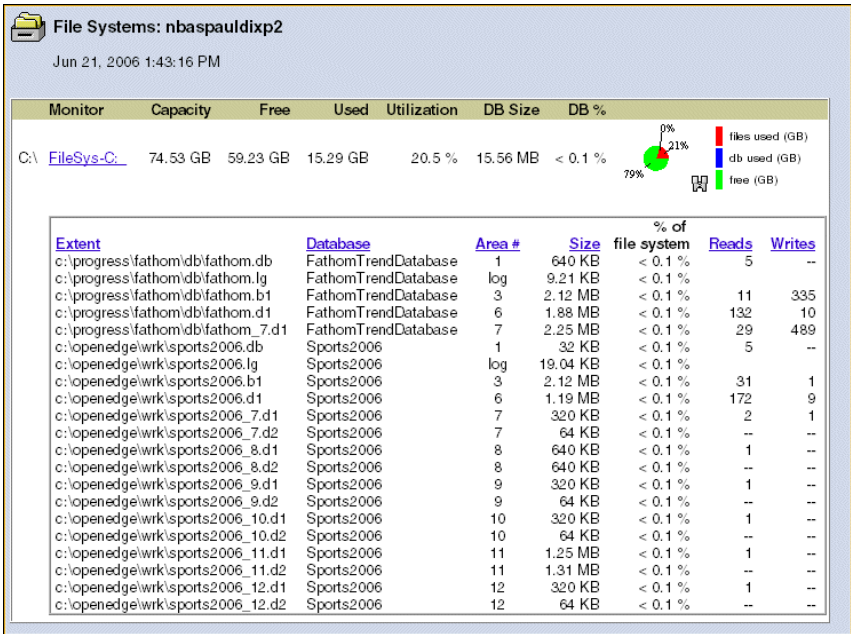 File Systems: nbaspauldixp2
Jun 21, 2006 1:43:16 PM
Monitor Capacity Free Used Utilization DB Size DB %
C:\ FileSys-C: 74.53 GB 59.23 GB 15.29 GB 20.5 % 15.56 MB < 0.1 %
0%
21%
79%
files used (GB)
db used (GB)
free (GB)
% of
Extent Database Area # Size file system Reads Writes
c:\progress\fathom\db\fathom.db FathomTrendDatabase 1 640 KB < 0.1 % 5 --
c:\progress\fathom\db\fathom.lg FathomTrendDatabase log 9.21 KB < 0.1 %
c:\progress\fathom\db\fathom.b1 FathomTrendDatabase 3 2.12 MB < 0.1 % 11 335
c:\progress\fathom\db\fathom.d1 FathomTrendDatabase 6 1.88 MB < 0.1 % 132 10
c:\progress\fathom\db\fathom_7.d1 FathomTrendDatabase 7 2.25 MB < 0.1 % 29 489
c:\openedge\wrk\sports2006.db Sports2006 1 32 KB < 0.1 % 5 --
c:\openedge\wrk\sports2006.lg Sports2006 log 19.04 KB < 0.1 %
c:\openedge\wrk\sports2006.b1 Sports2006 3 2.12 MB < 0.1 % 31 1
c:\openedge\wrk\sports2006.d1 Sports2006 6 1.19 MB < 0.1 % 172 9
c:\openedge\wrk\sports2006_7.d1 Sports2006 7 320 KB < 0.1 % 2 1
c:\openedge\wrk\sports2006_7.d2 Sports2006 7 64 KB < 0.1 % -- --
c:\openedge\wrk\sports2006_8.d1 Sports2006 8 640 KB < 0.1 % 1 --
c:\openedge\wrk\sports2006_8.d2 Sports2006 8 640 KB < 0.1 % -- --
c:\openedge\wrk\sports2006_9.d1 Sports2006 9 320 KB < 0.1 % 1 --
c:\openedge\wrk\sports2006_9.d2 Sports2006 9 64 KB < 0.1 % -- --
c:\openedge\wrk\sports2006_10.d1 Sports2006 10 320 KB < 0.1 % 1 --
c:\openedge\wrk\sports2006_10.d2 Sports2006 10 64 KB < 0.1 % -- --
c:\openedge\wrk\sports2006_11.d1 Sports2006 11 1.25 MB < 0.1 % 1 --
c:\openedge\wrk\sports2006_11.d2 Sports2006 11 1.31 MB < 0.1 % -- --
c:\openedge\wrk\sports2006_12.d1 Sports2006 12 320 KB < 0.1 % 1 --
c:\openedge\wrk\sports2006_12.d2 Sports2006 12 64 KB < 0.1 % -- --